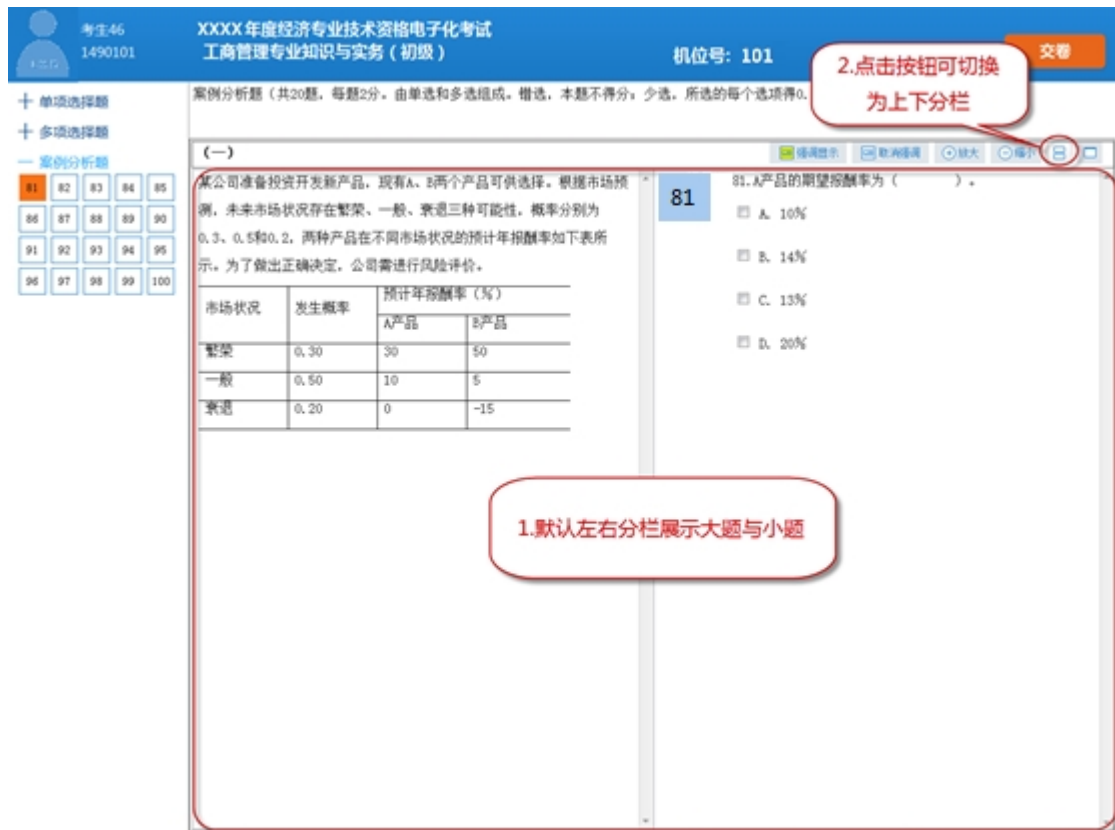 考生46
1490101
XXXX 年度经济专业技术资格电子化考试
工商管理专业知识与实务（初级）
机位号: 101
交卷
2.点击按钮可切换
为上下分栏
单项选择题
多项选择题
案例分析题
81 82 83 84 85
86 87 88 89 90
91 92 93 94 95
96 97 98 99 100
案例分析题（共20题，每题2分。由单选和多选组成。错选，本题不得分；少选，所选的每个选项得0.
(一)
强调显示 取消强调 放大 缩小
某公司准备投资开发新产品，现有A、B两个产品可供选择。根据市场预
测，未来市场状况存在繁荣、一般、衰退三种可能性，概率分别为
0.3、0.5和0.2，两种产品在不同市场状况的预计年报酬率如下表所
示。为了做出正确决定，公司需进行风险评价。
市场状况 发生概率 预计年报酬率（%）
A产品 B产品
繁荣 0.30 30 50
一般 0.50 10 5
衰退 0.20 0 -15
81
81.A产品的期望报酬率为（ ）。
A. 10%
B. 14%
C. 13%
D. 20%
1.默认左右分栏展示大题与小题